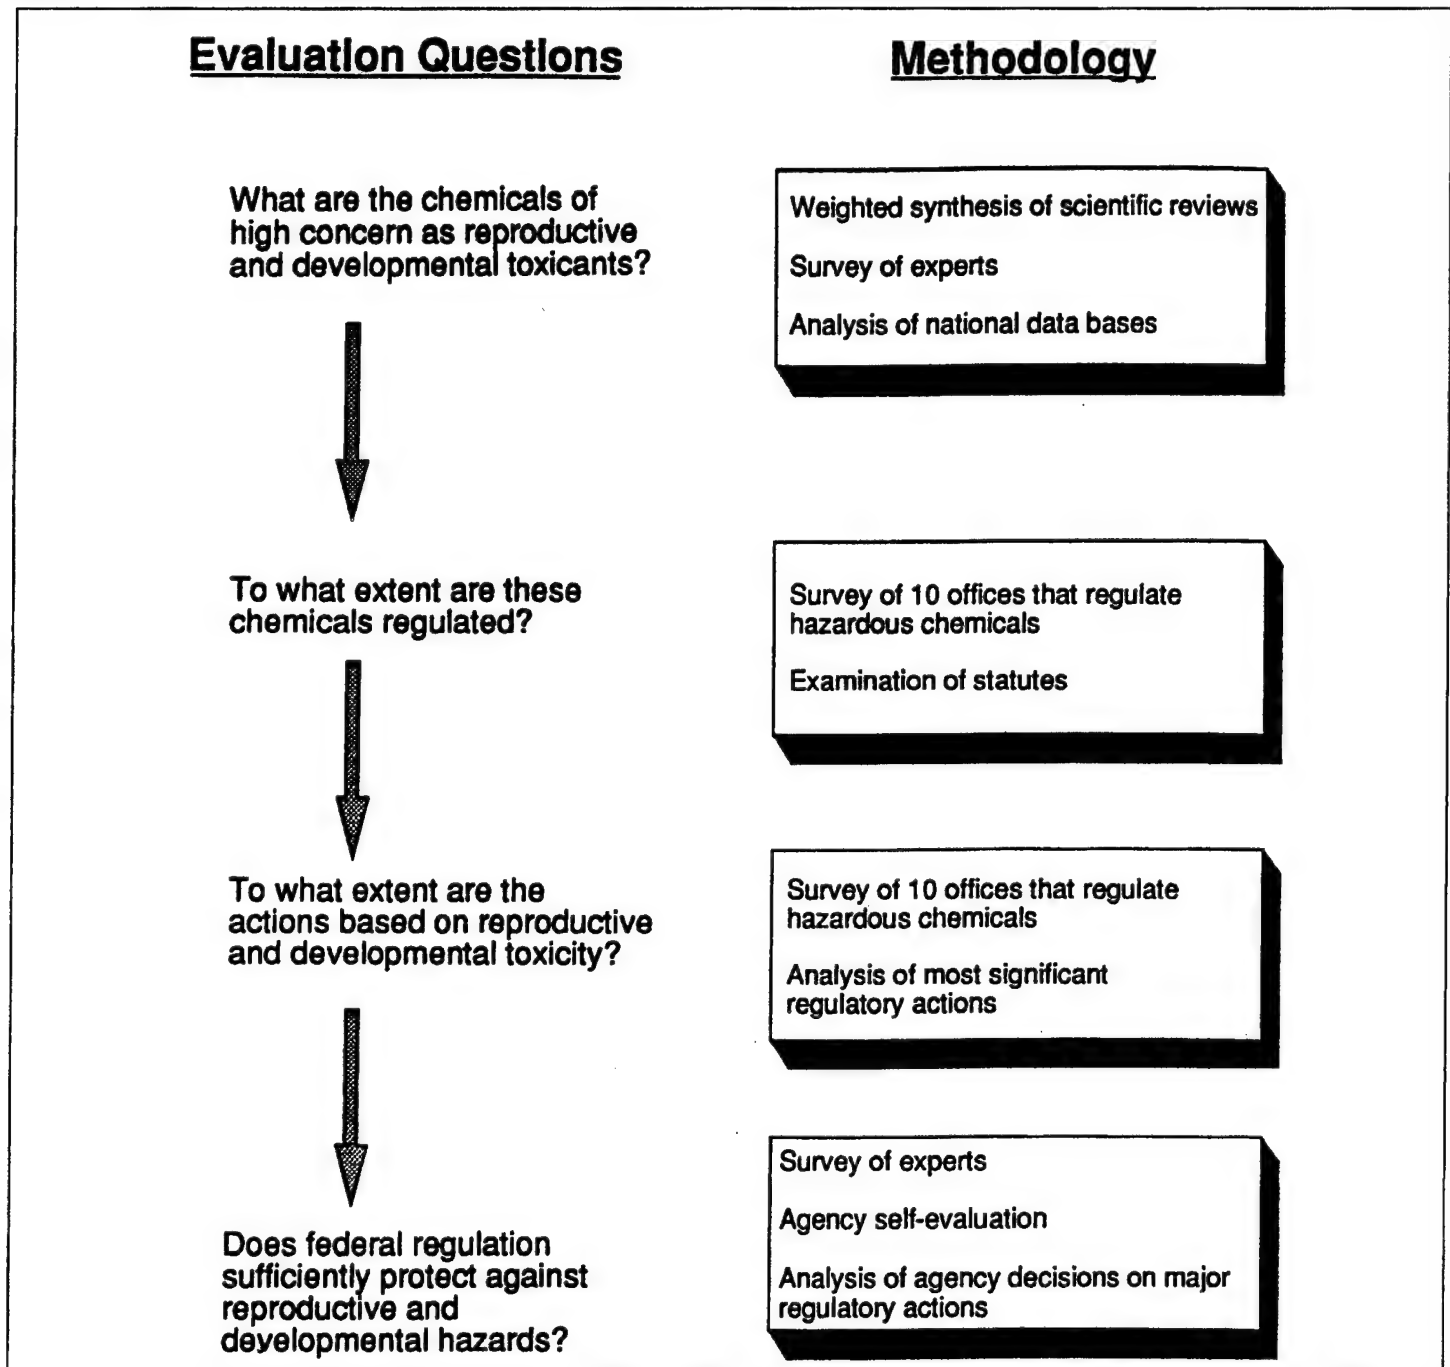 Evaluation Questions
Methodology
What are the chemicals of
high concern as reproductive
and developmental toxicants?
Weighted synthesis of scientific reviews
Survey of experts
Analysis of national data bases
To what extent are these
chemicals regulated?
Survey of 10 offices that regulate
hazardous chemicals
Examination of statutes
To what extent are the
actions based on reproductive
and developmental toxicity?
Survey of 10 offices that regulate
hazardous chemicals
Analysis of most significant
regulatory actions
Does federal regulation
sufficiently protect against
reproductive and
developmental hazards?
Survey of experts
Agency self-evaluation
Analysis of agency decisions on major
regulatory actions